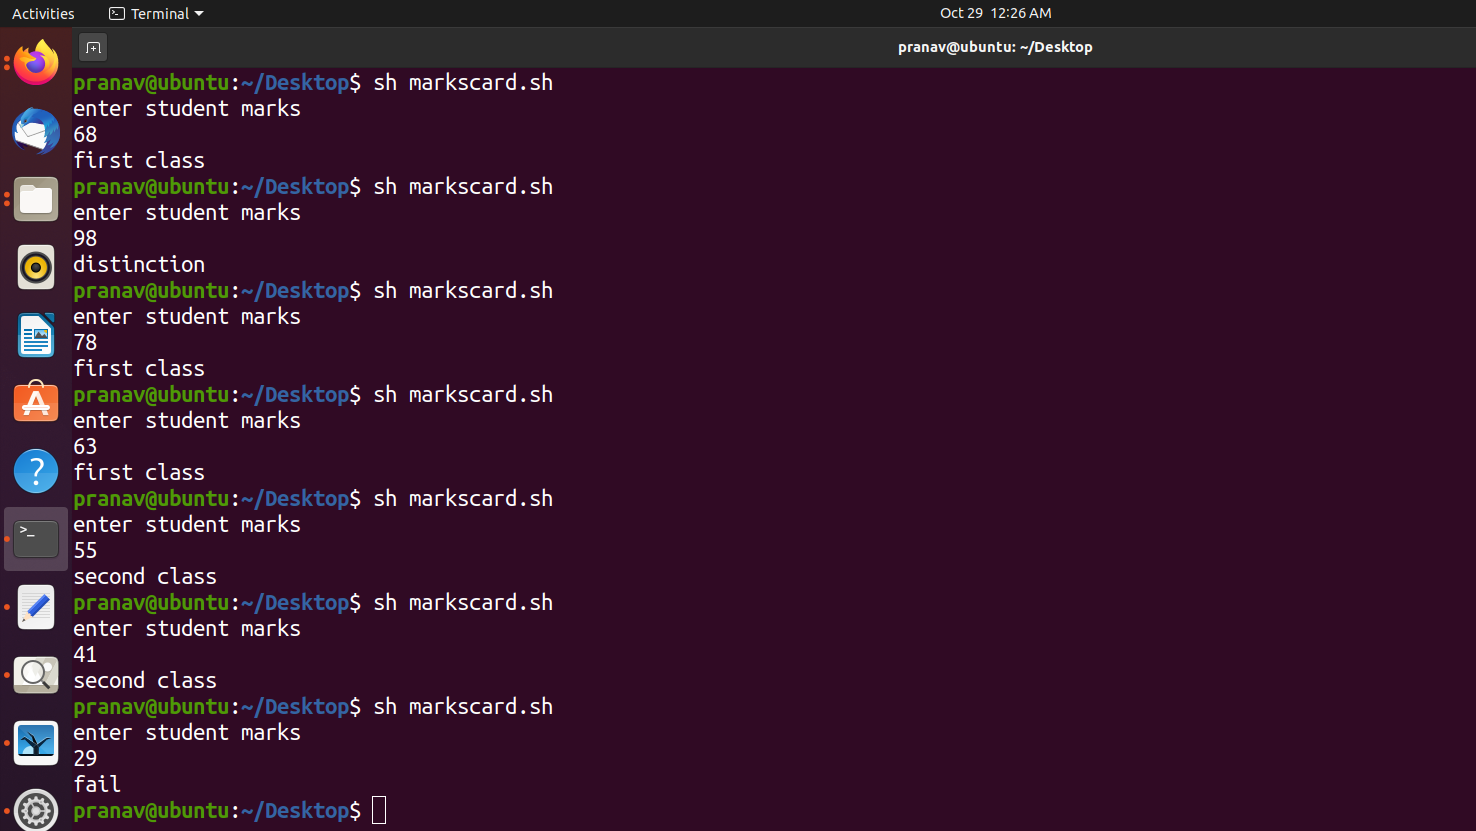 Activities Terminal Oct 29 12:26 AM
pranav@ubuntu: ~/Desktop
pranav@ubuntu:~/Desktop$ sh markscard.sh
enter student marks
68
first class
pranav@ubuntu:~/Desktop$ sh markscard.sh
enter student marks
98
distinction
pranav@ubuntu:~/Desktop$ sh markscard.sh
enter student marks
78
first class
pranav@ubuntu:~/Desktop$ sh markscard.sh
enter student marks
63
first class
pranav@ubuntu:~/Desktop$ sh markscard.sh
enter student marks
55
second class
pranav@ubuntu:~/Desktop$ sh markscard.sh
enter student marks
41
second class
pranav@ubuntu:~/Desktop$ sh markscard.sh
enter student marks
29
fail
pranav@ubuntu:~/Desktop$